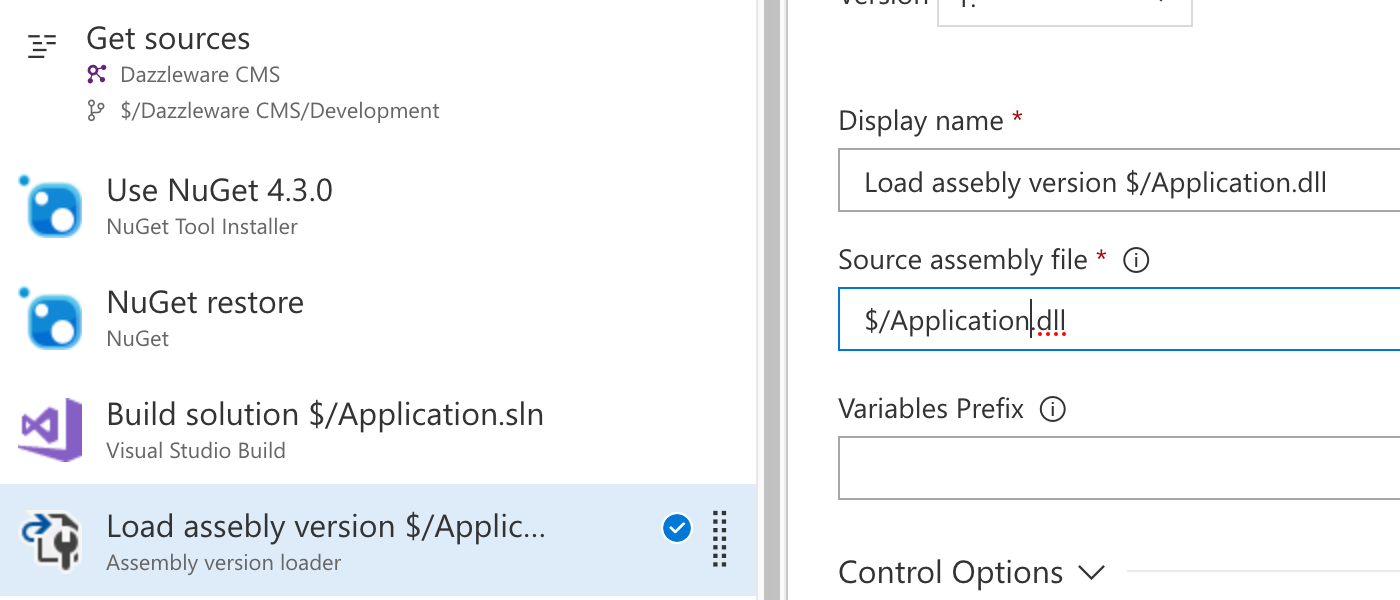 Get sources
Dazzleware CMS
$/Dazzleware CMS/Development
Use NuGet 4.3.0
NuGet Tool Installer
NuGet restore
NuGet
Build solution $/Application.sln
Visual Studio Build
Load assebly version $/Applic...
Assembly version loader
Version
Display name *
Load assebly version $/Application.dll
Source assembly file *
$/Application.dll
Variables Prefix
Control Options